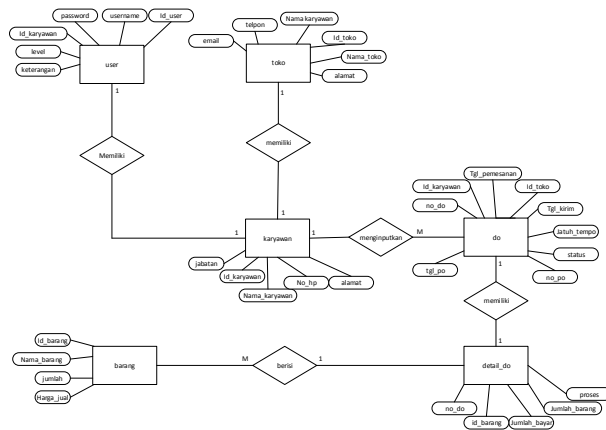 password
username
Id_user
Id_karyawan
level
keterangan
user
telpon
Nama karyawan
email
Id_toko
Nama_toko
alamat
toko
1
1
Memiliki
memiliki
Tgl_pemesanan
Id_karyawan
Id_toko
no_do
Tgl_kirim
Jatuh_tempo
status
no_po
tgl_po
do
1
1
karyawan
1
menginputkan
M
jabatan
Id_karyawan
Nama_karyawan
No_hp
alamat
1
memiliki
1
Id_barang
Nama_barang
jumlah
Harga_jual
barang
M
berisi
1
detail_do
proses
Jumlah_barang
Jumlah_bayar
id_barang
no_do